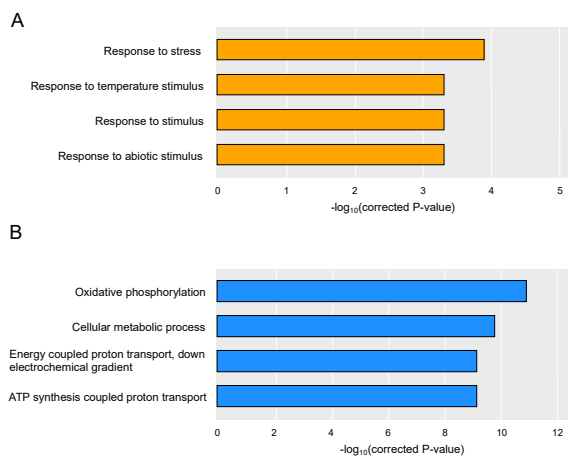 A
Response to stress
Response to temperature stimulus
Response to stimulus
Response to abiotic stimulus
0 1 2 3 4 5
-log₁₀(corrected P-value)
B
Oxidative phosphorylation
Cellular metabolic process
Energy coupled proton transport, down
electrochemical gradient
ATP synthesis coupled proton transport
0 2 4 6 8 10 12
-log₁₀(corrected P-value)